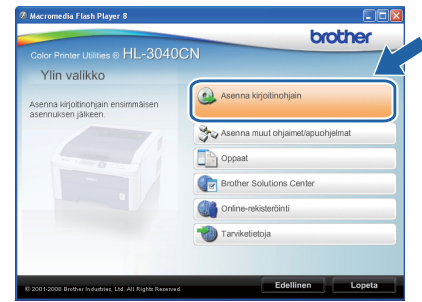 Macromedia Flash Player 8
brother
Color Printer Utilities ® HL-3040CN
Ylin valikko
Asenna kirjoitinohjain ensimmäisen
asennuksen jälkeen.
Asenna kirjoitinohjain
Asenna muut ohjaimet/apuohjelmat
Oppaat
Brother Solutions Center
Online-rekisteröinti
Tarviketietoja
© 2001-2008 Brother Industries, Ltd. All Rights Reserved.
Edellinen
Lopeta